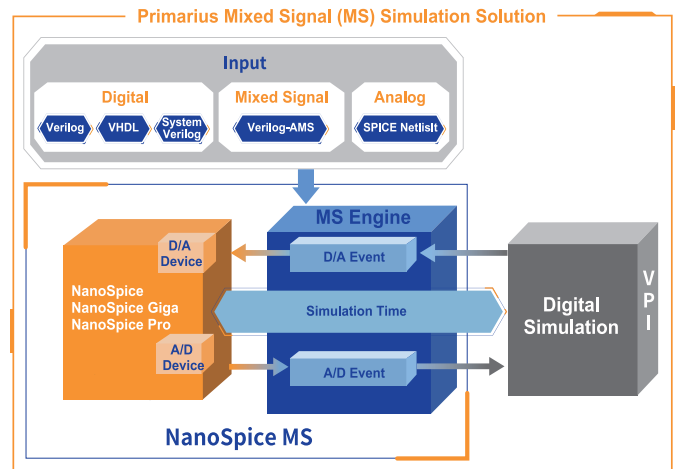 Primarius Mixed Signal (MS) Simulation Solution
Input
Digital
Mixed Signal
Analog
Verilog
VHDL
System
Verilog
Verilog-AMS
SPICE Netlisit
MS Engine
D/A
Device
D/A Event
NanoSpice
NanoSpice Giga
NanoSpice Pro
Simulation Time
Digital
Simulation
VPI
A/D
Device
A/D Event
NanoSpice MS